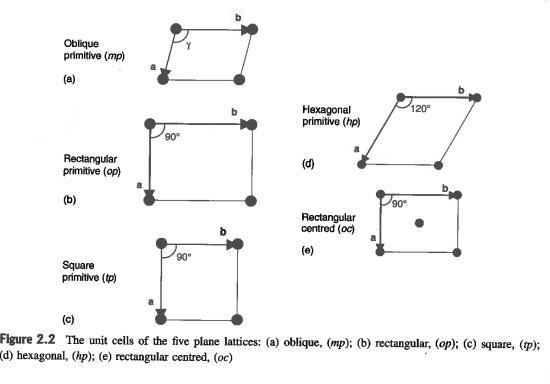 Oblique
primitive (mp)
(a)
b
γ
a
Rectangular
primitive (op)
(b)
b
90°
a
Square
primitive (tp)
(c)
b
90°
a
Hexagonal
primitive (hp)
(d)
b
120°
a
Rectangular
centred (oc)
(e)
b
90°
a
Figure 2.2 The unit cells of the five plane lattices: (a) oblique, (mp); (b) rectangular, (op); (c) square, (tp);
(d) hexagonal, (hp); (e) rectangular centred, (oc)